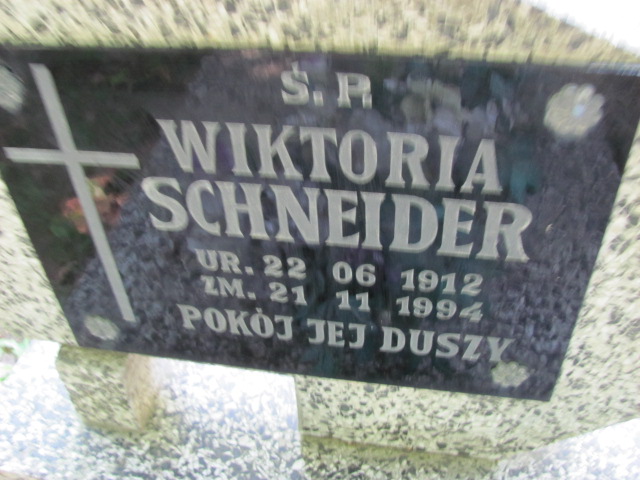 Ś.P.
WIKTORIA
SCHNEIDER
UR. 22 06 1912
ZM. 21 11 1994
POKÓJ JEJ DUSZY